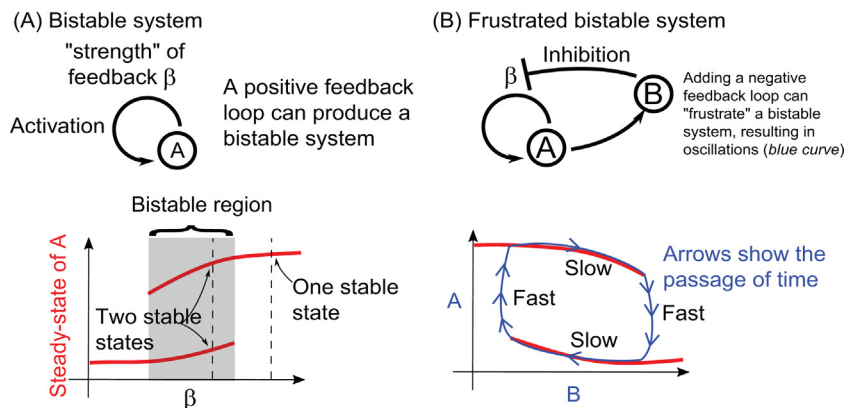 (A) Bistable system
"strength" of
feedback β
Activation
A
A positive feedback
loop can produce a
bistable system
Bistable region
Steady-state of A
Two stable
states
One stable
state
β
(B) Frustrated bistable system
Inhibition
β
B
A
Adding a negative
feedback loop can
"frustrate" a bistable
system, resulting in
oscillations (blue curve)
A
Slow
Fast
Fast
Slow
Arrows show the
passage of time
B